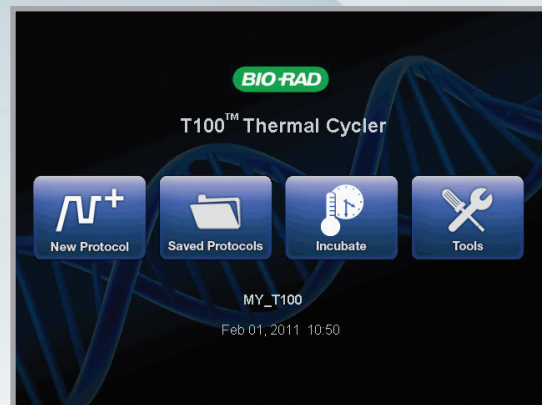 BIO-RAD
T100™ Thermal Cycler
New Protocol
Saved Protocols
Incubate
Tools
MY_T100
Feb 01, 2011 10:50